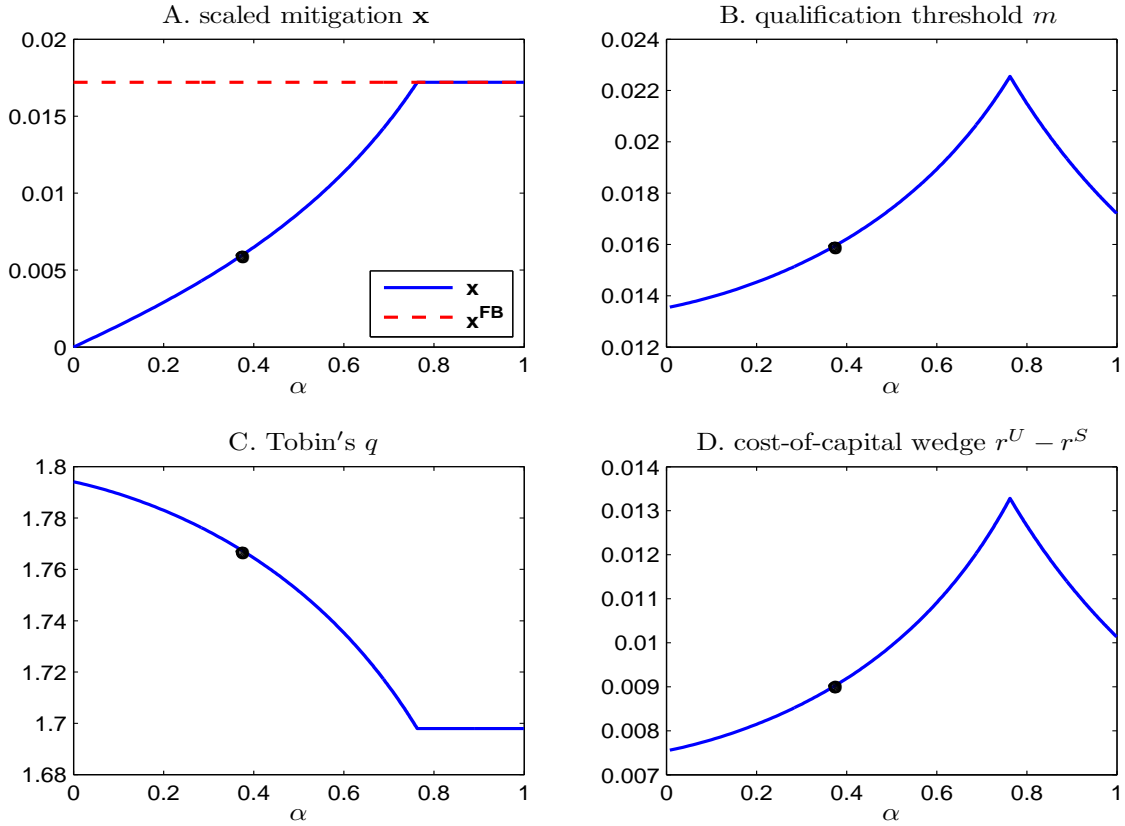 A. scaled mitigation x
0.02
0.015
0.01
0.005
0
0 0.2 0.4 0.6 0.8 1
α
x
x^FB
B. qualification threshold m
0.024
0.022
0.02
0.018
0.016
0.014
0.012
0 0.2 0.4 0.6 0.8 1
α
C. Tobin's q
1.8
1.78
1.76
1.74
1.72
1.7
1.68
0 0.2 0.4 0.6 0.8 1
α
D. cost-of-capital wedge r^U − r^S
0.014
0.013
0.012
0.011
0.01
0.009
0.008
0.007
0 0.2 0.4 0.6 0.8 1
α